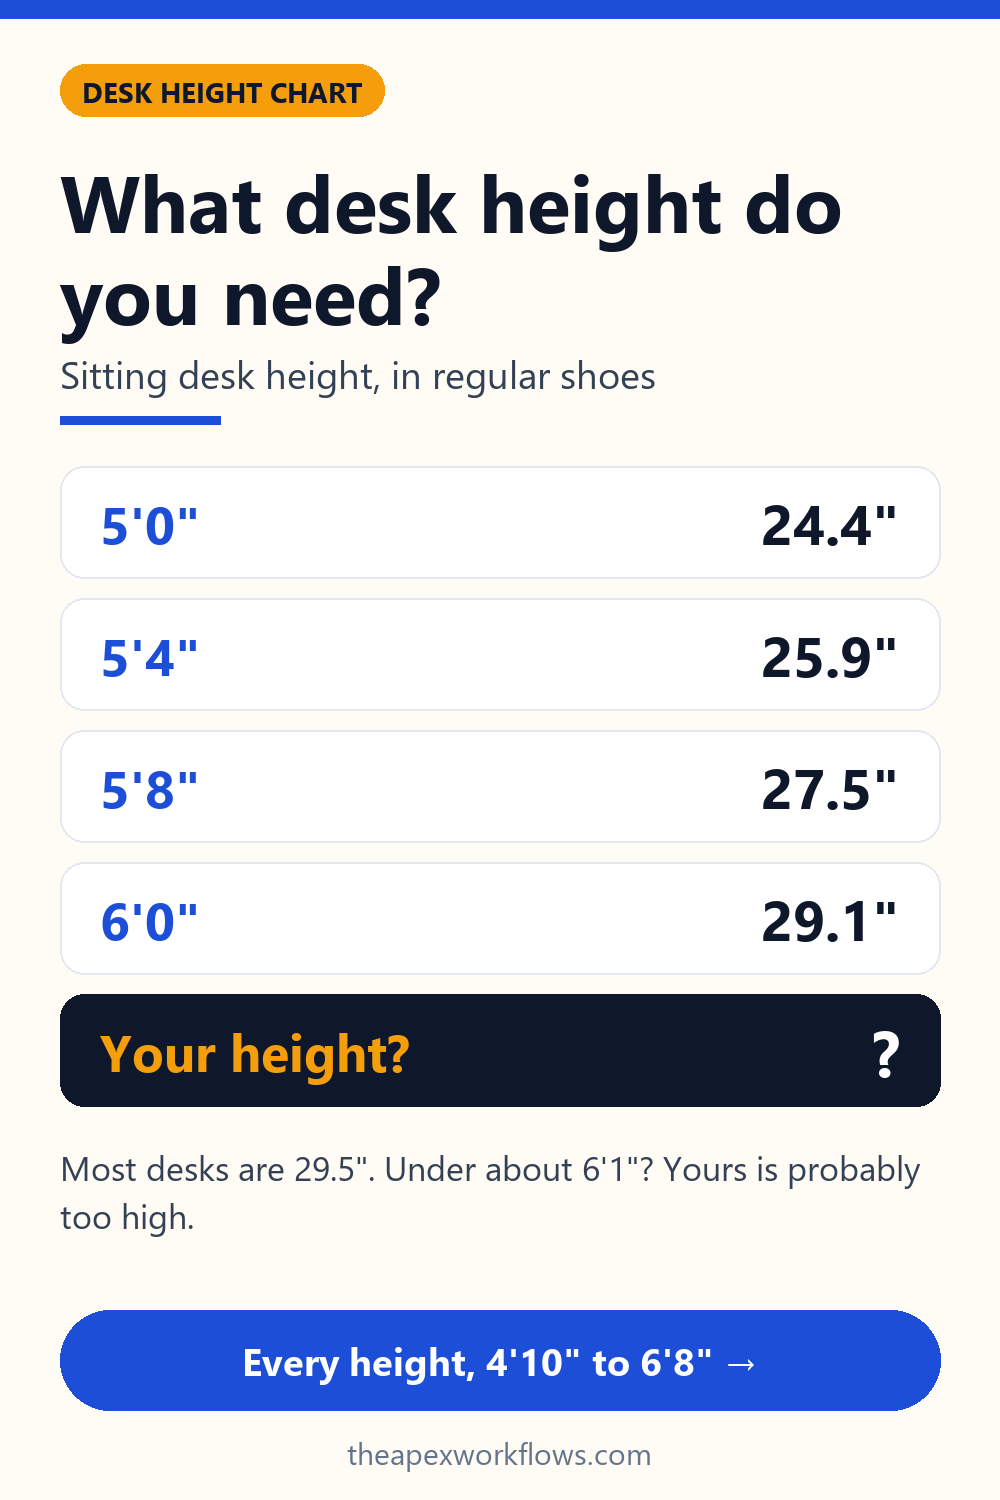 DESK HEIGHT CHART
What desk height do
you need?
Sitting desk height, in regular shoes
5'0" 24.4"
5'4" 25.9"
5'8" 27.5"
6'0" 29.1"
Your height? ?
Most desks are 29.5". Under about 6'1"? Yours is probably
too high.
Every height, 4'10" to 6'8" →
theapexworkflows.com